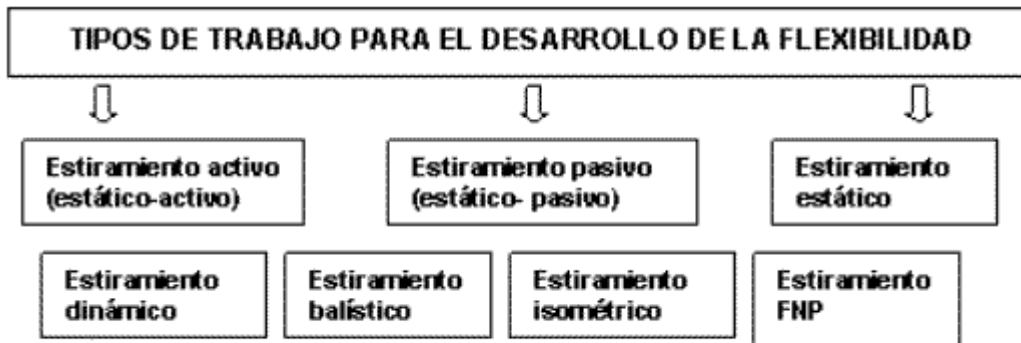 TIPOS DE TRABAJO PARA EL DESARROLLO DE LA FLEXIBILIDAD
Estiramiento activo
(estático-activo)
Estiramiento pasivo
(estático- pasivo)
Estiramiento
estático
Estiramiento
dinámico
Estiramiento
balístico
Estiramiento
isométrico
Estiramiento
FNP